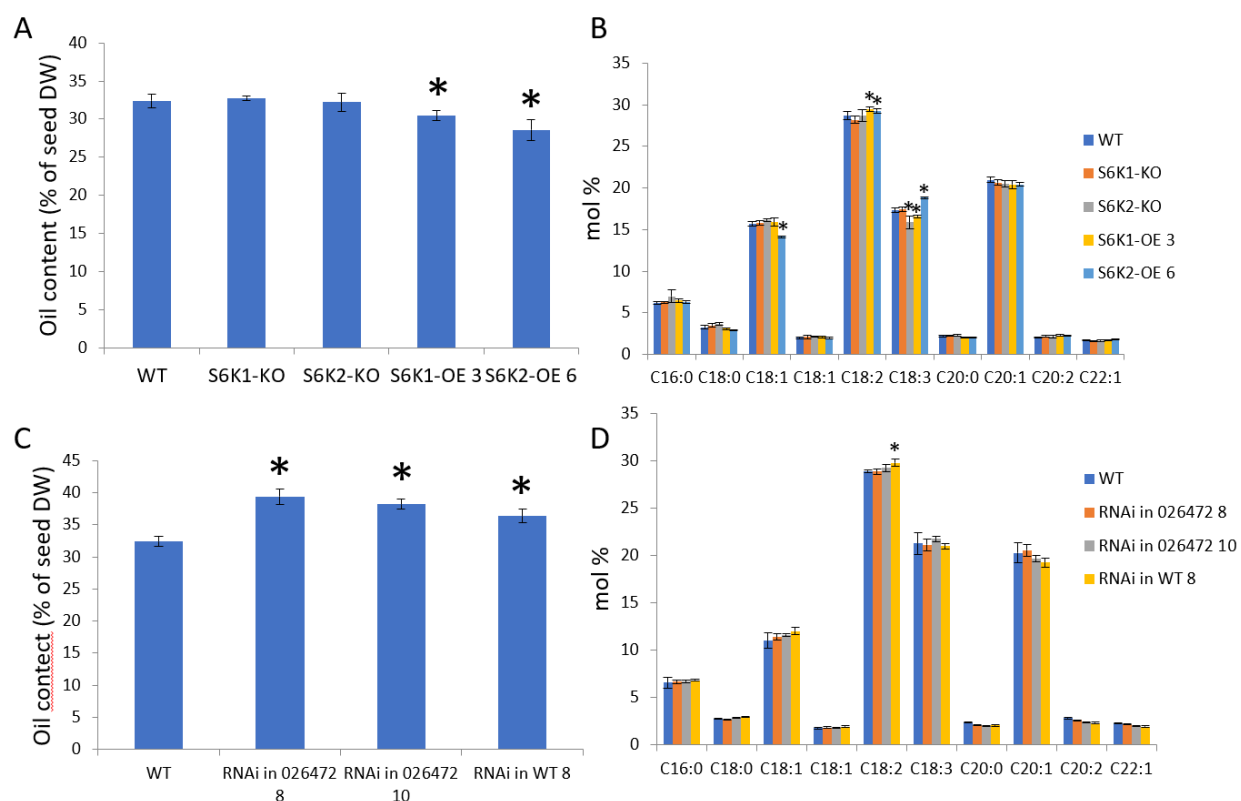 A
Oil content (% of seed DW)
40
35
30
25
20
15
10
5
0
* *
WT S6K1-KO S6K2-KO S6K1-OE 3 S6K2-OE 6
B
mol %
35
30
25
20
15
10
5
0
* *
* * *
*
C16:0 C18:0 C18:1 C18:1 C18:2 C18:3 C20:0 C20:1 C20:2 C22:1
WT
S6K1-KO
S6K2-KO
S6K1-OE 3
S6K2-OE 6
C
Oil contect (% of seed DW)
45
40
35
30
25
20
15
10
5
0
* * *
WT RNAi in 026472 RNAi in 026472 RNAi in WT 8
8 10
D
mol %
35
30
25
20
15
10
5
0
*
C16:0 C18:0 C18:1 C18:1 C18:2 C18:3 C20:0 C20:1 C20:2 C22:1
WT
RNAi in 026472 8
RNAi in 026472 10
RNAi in WT 8